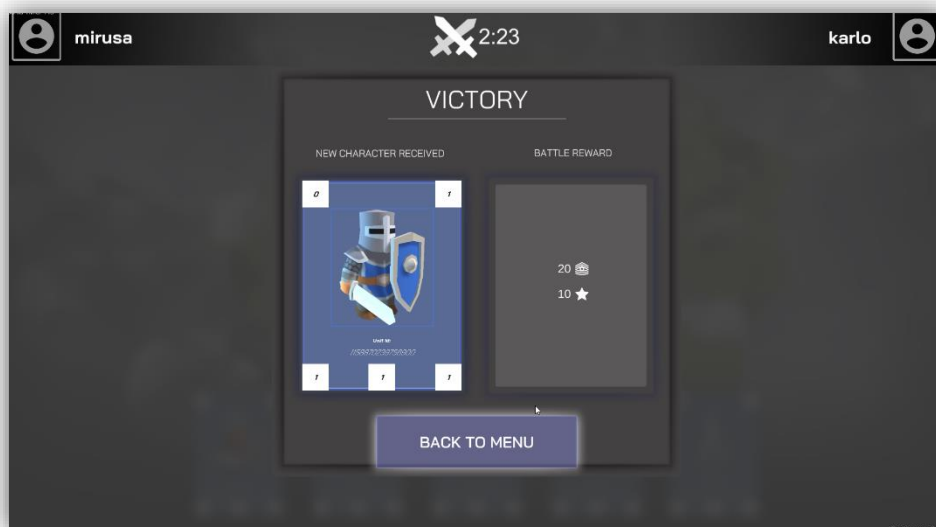 mirusa
2:23
karlo
VICTORY
NEW CHARACTER RECEIVED
BATTLE REWARD
0
1
20
10
1
1
1
BACK TO MENU